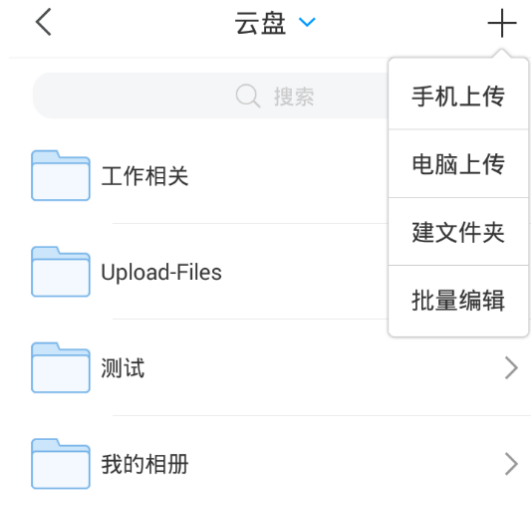 云盘
搜索
手机上传
电脑上传
建文件夹
批量编辑
工作相关
Upload-Files
测试
我的相册